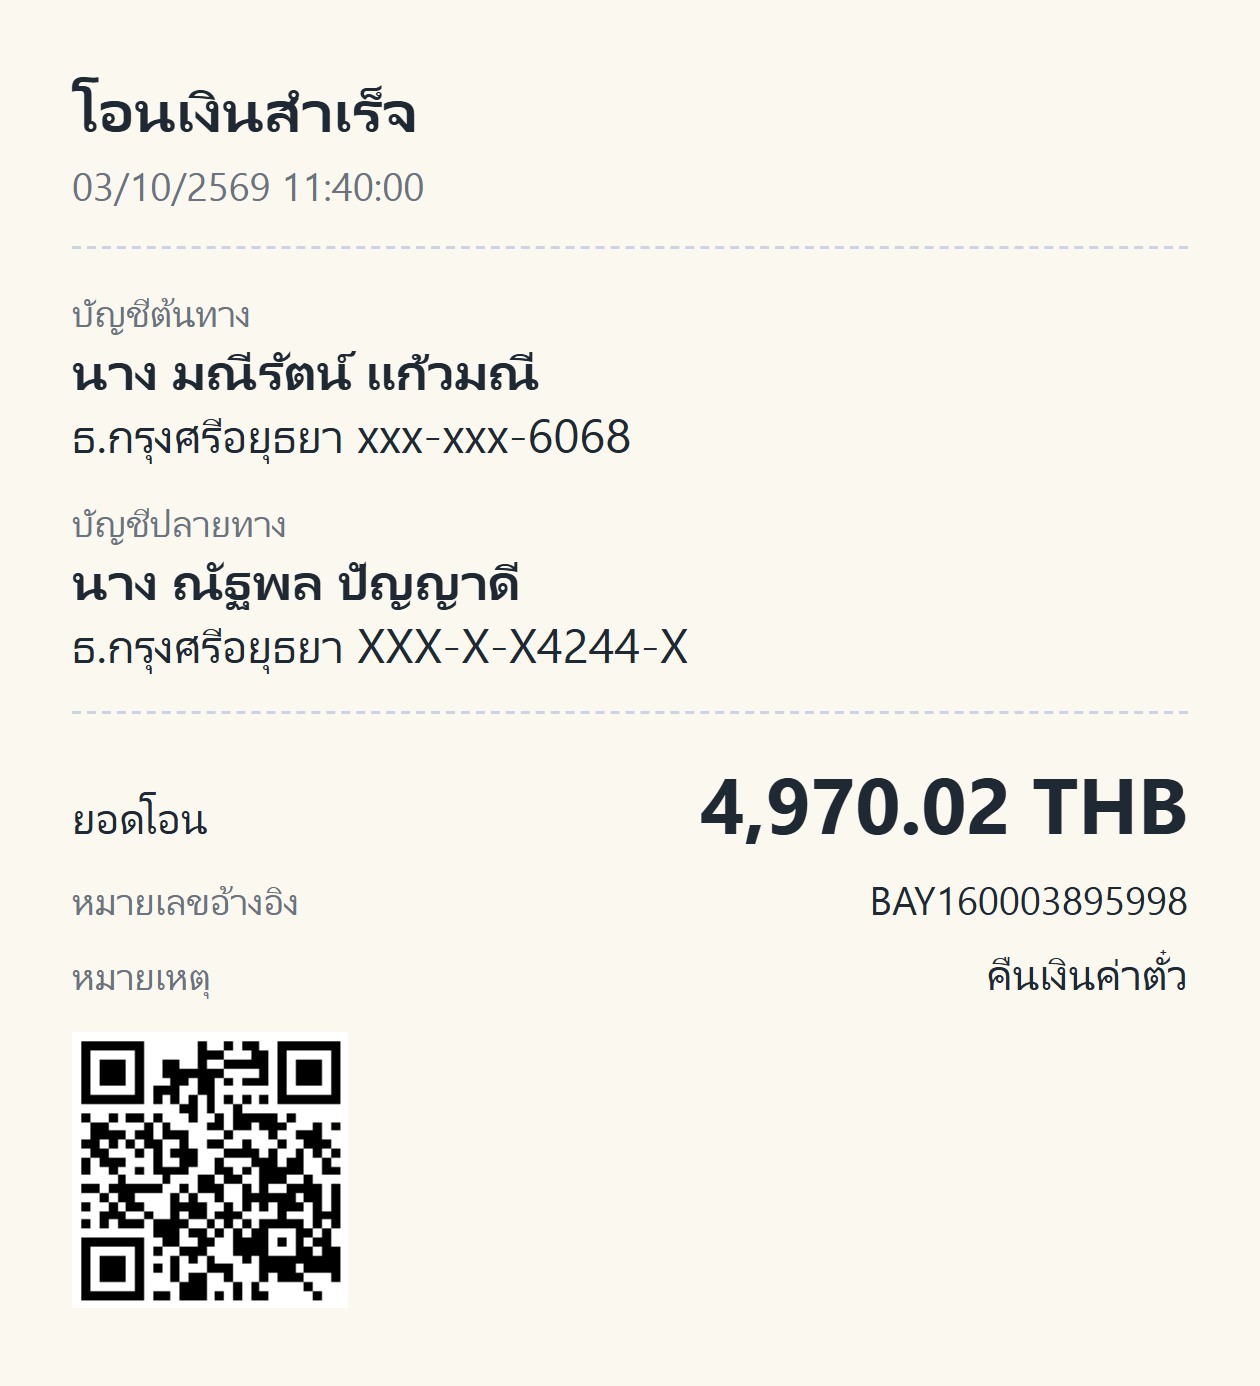 โอนเงินสำเร็จ
03/10/2569 11:40:00
บัญชีต้นทาง
นาง มณีรัตน์ แก้วมณี
ธ.กรุงศรีอยุธยา xxx-xxx-6068
บัญชีปลายทาง
นาง ณัฐพล ปัญญาดี
ธ.กรุงศรีอยุธยา XXX-X-X4244-X
ยอดโอน 4,970.02 THB
หมายเลขอ้างอิง BAY160003895998
หมายเหตุ คืนเงินค่าตั๋ว